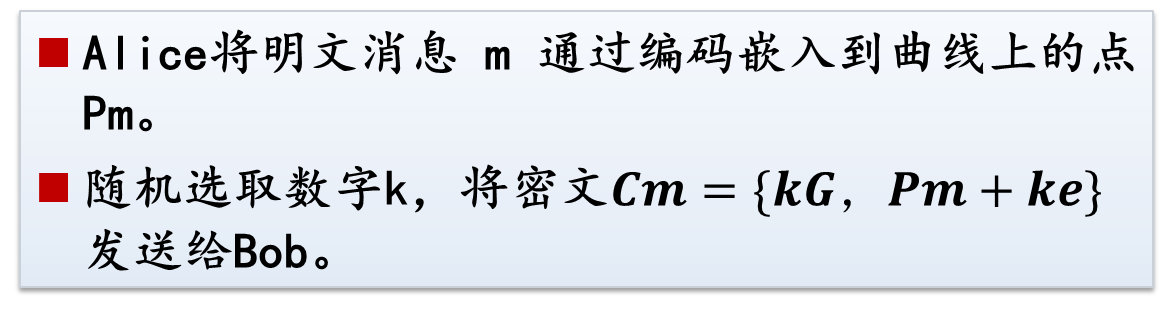 ■ Alice将明文消息 m 通过编码嵌入到曲线上的点
Pm。
■ 随机选取数字k，将密文Cm = {kG, Pm + ke}
发送给Bob。